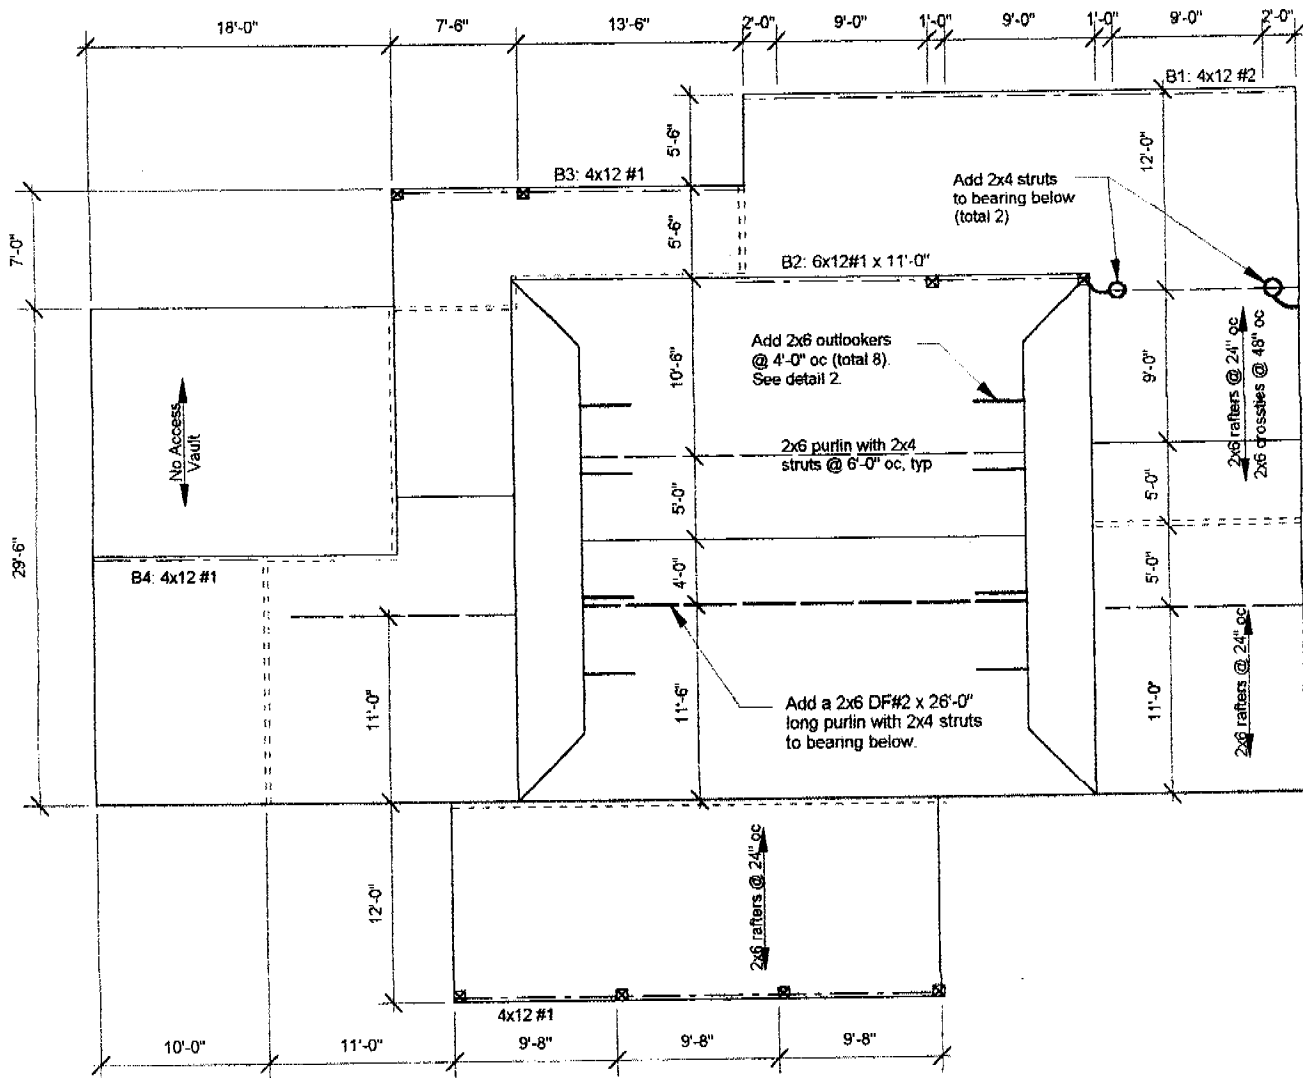 18'-0"
7'-6"
13'-6"
2'-0"
9'-0"
1'-0"
9'-0"
1'-0"
9'-0"
2'-0"
B1: 4x12 #2
5'-6"
12'-0"
B3: 4x12 #1
Add 2x4 struts
to bearing below
(total 2)
7'-0"
5'-6"
B2: 6x12#1 x 11'-0"
Add 2x6 outlookers
@ 4'-0" oc (total 8).
See detail 2.
10'-6"
9'-0"
2x6 rafters @ 24" oc
2x6 crossties @ 48" oc
No Access
Vault
2x6 purlin with 2x4
struts @ 6'-0" oc, typ
5'-0"
5'-0"
29'-6"
B4: 4x12 #1
4'-0"
5'-0"
11'-0"
11'-6"
Add a 2x6 DF#2 x 26'-0"
long purlin with 2x4 struts
to bearing below.
11'-0"
2x6 rafters @ 24" oc
12'-0"
2x6 rafters @ 24" oc
4x12 #1
10'-0"
11'-0"
9'-8"
9'-8"
9'-8"